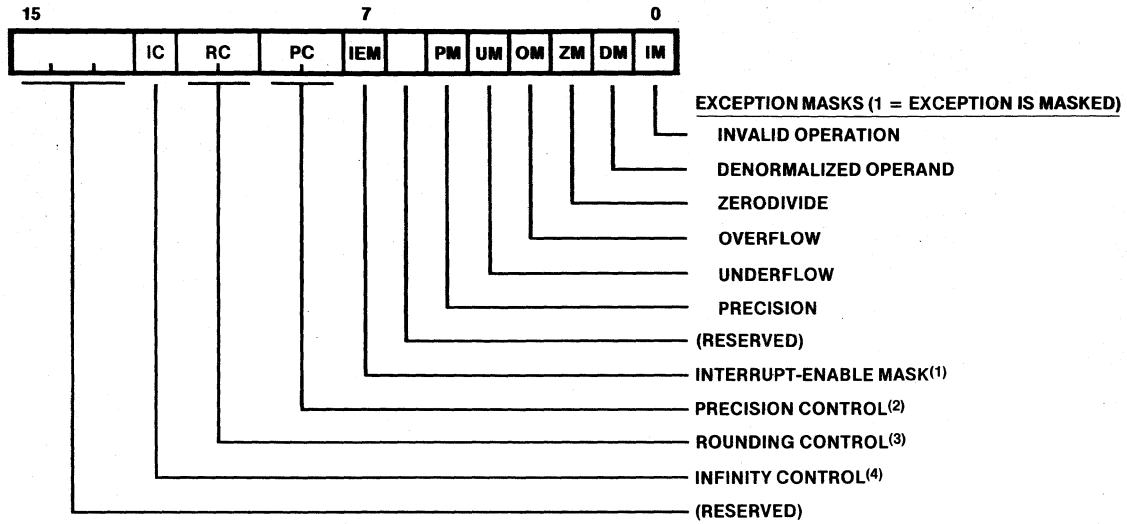 15 7 0
IC RC PC IEM PM UM OM ZM DM IM
EXCEPTION MASKS (1 = EXCEPTION IS MASKED)
INVALID OPERATION
DENORMALIZED OPERAND
ZERODIVIDE
OVERFLOW
UNDERFLOW
PRECISION
(RESERVED)
INTERRUPT-ENABLE MASK(1)
PRECISION CONTROL(2)
ROUNDING CONTROL(3)
INFINITY CONTROL(4)
(RESERVED)